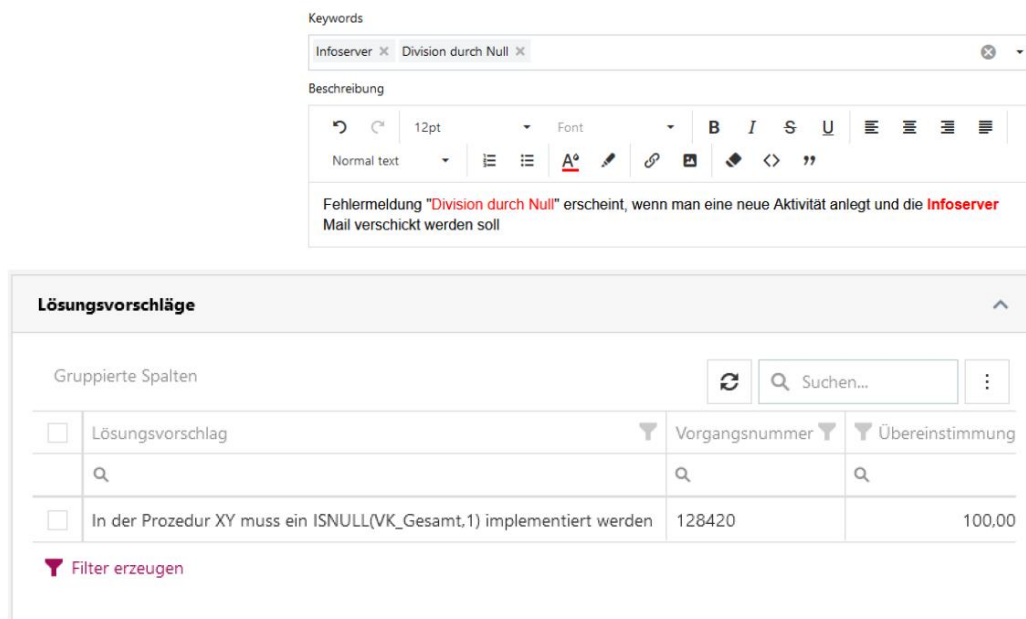 Keywords
Infoserver × Division durch Null ×
Beschreibung
12pt Font B I S U
Normal text A
Fehlermeldung "Division durch Null" erscheint, wenn man eine neue Aktivität anlegt und die Infoserver
Mail verschickt werden soll
Lösungsvorschläge
Gruppierte Spalten Suchen...
Lösungsvorschlag Vorgangsnummer Übereinstimmung
In der Prozedur XY muss ein ISNULL(VK_Gesamt,1) implementiert werden 128420 100,00
Filter erzeugen